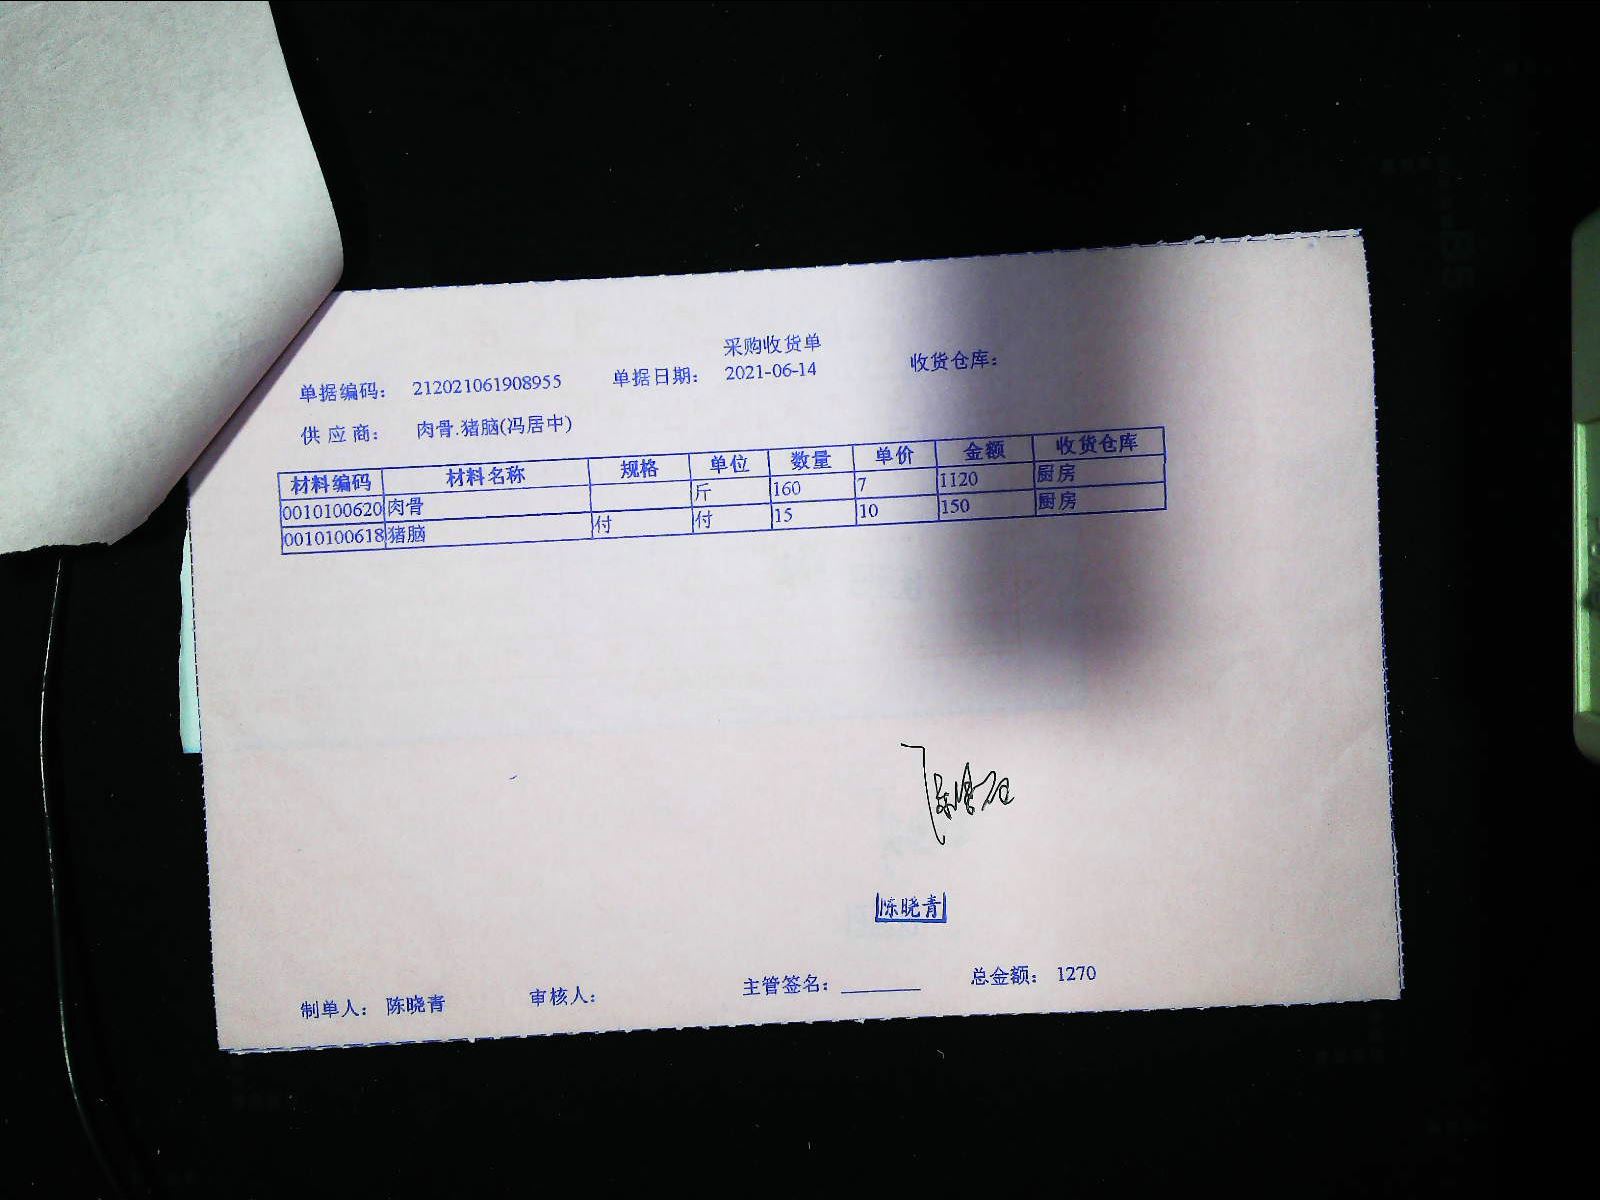 采购收货单
单据编码： 212021061908955 单据日期： 2021-06-14 收货仓库：
供应商： 肉骨.猪脑(冯居中)
材料编码 材料名称 规格 单位 数量 单价 金额 收货仓库
0010100620 肉骨 斤 160 7 1120 厨房
0010100618 猪脑 付 付 15 10 150 厨房
陈晓青
制单人： 陈晓青 审核人： 主管签名：________ 总金额： 1270